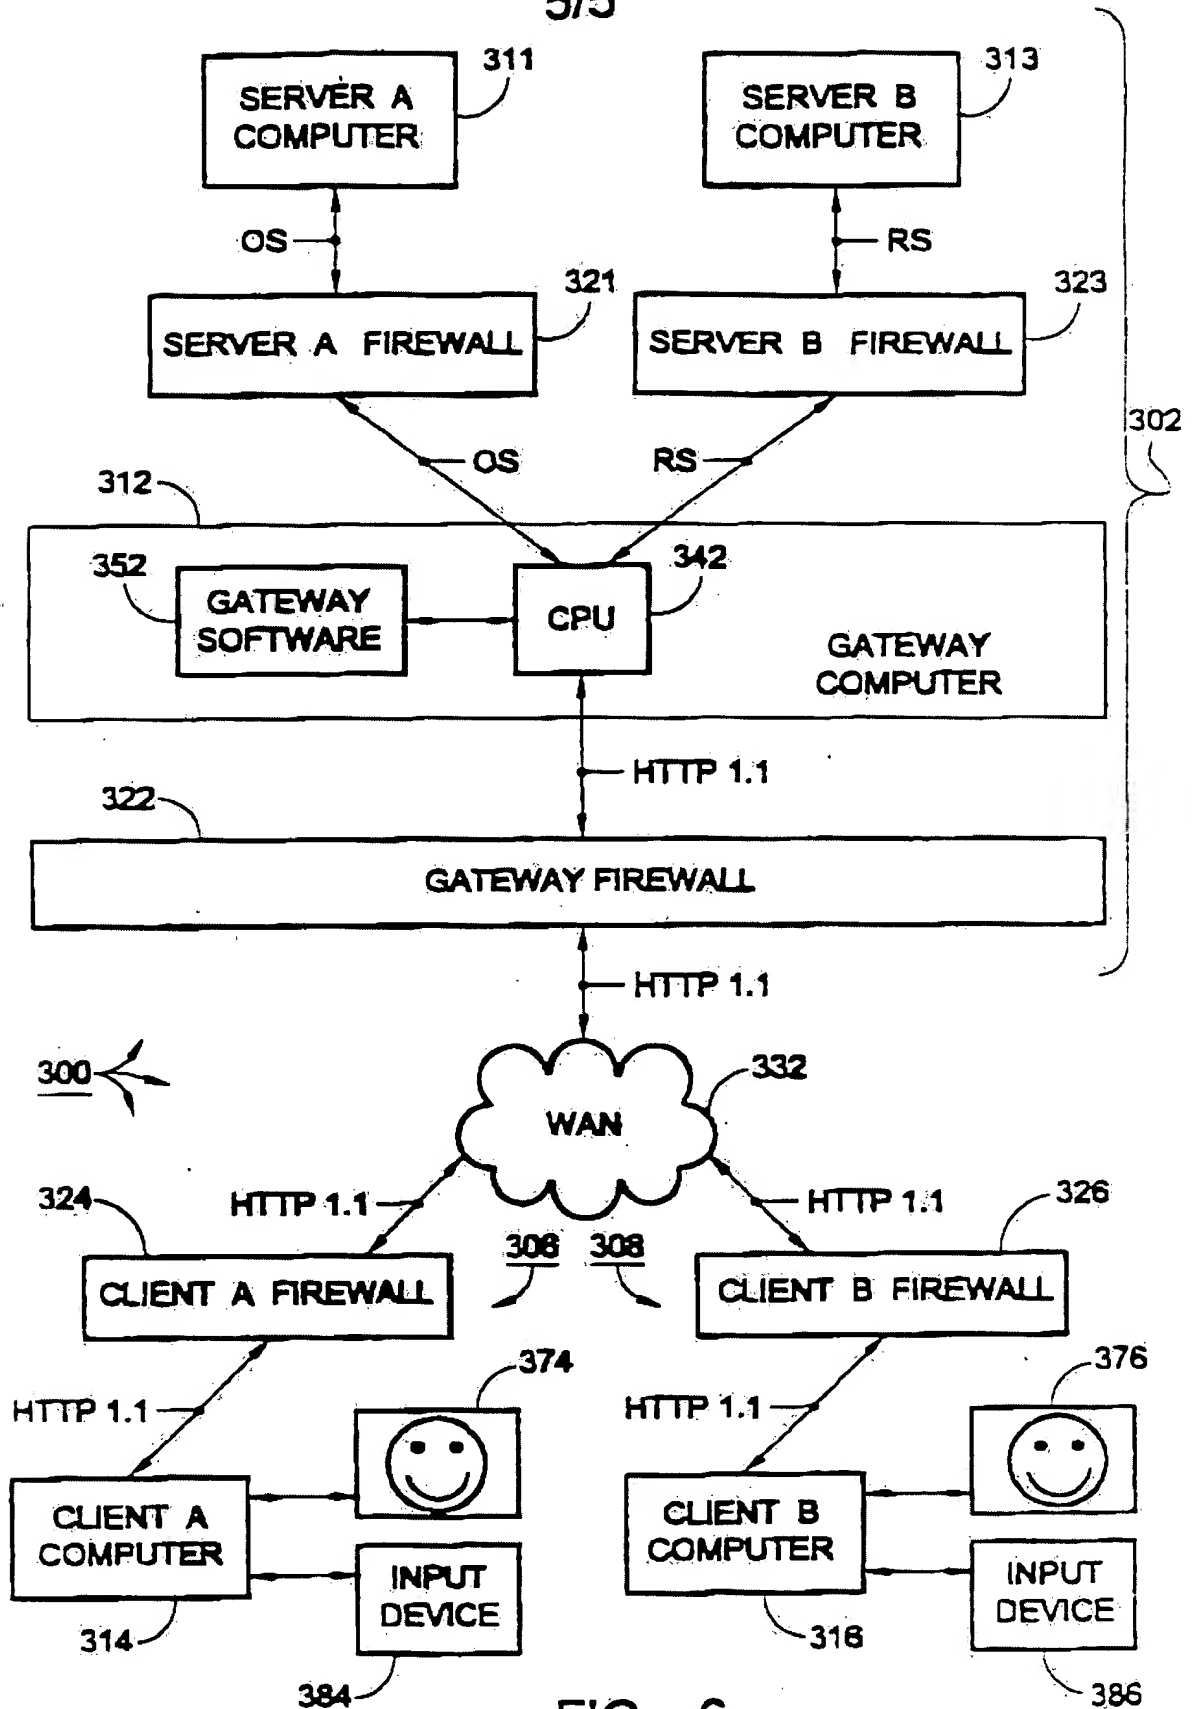 5/5
311
313
SERVER A
COMPUTER
SERVER B
COMPUTER
OS
RS
321
323
SERVER A FIREWALL
SERVER B FIREWALL
302
OS
RS
312
352
342
GATEWAY
SOFTWARE
CPU
GATEWAY
COMPUTER
HTTP 1.1
322
GATEWAY FIREWALL
HTTP 1.1
300
332
WAN
324
HTTP 1.1
HTTP 1.1
326
306
308
CLIENT A FIREWALL
CLIENT B FIREWALL
374
376
HTTP 1.1
HTTP 1.1
CLIENT A
COMPUTER
CLIENT B
COMPUTER
INPUT
DEVICE
INPUT
DEVICE
314
316
384
386